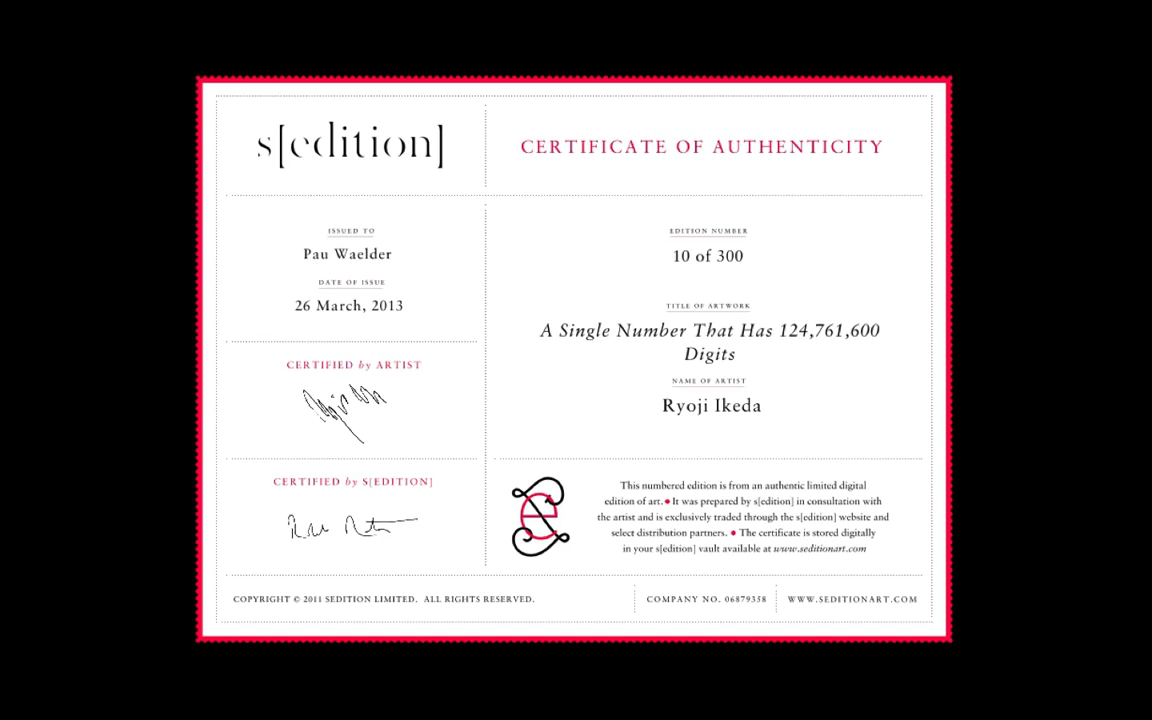 s[edition]
CERTIFICATE OF AUTHENTICITY
ISSUED TO
Pau Waelder
DATE OF ISSUE
26 March, 2013
CERTIFIED by ARTIST
CERTIFIED by S[EDITION]
EDITION NUMBER
10 of 300
TITLE OF ARTWORK
A Single Number That Has 124,761,600
Digits
NAME OF ARTIST
Ryoji Ikeda
This numbered edition is from an authentic limited digital
edition of art. ● It was prepared by s[edition] in consultation with
the artist and is exclusively traded through the s[edition] website and
select distribution partners. ● The certificate is stored digitally
in your s[edition] vault available at www.seditionart.com
COPYRIGHT © 2011 SEDITION LIMITED. ALL RIGHTS RESERVED.
COMPANY NO. 06879358
WWW.SEDITIONART.COM